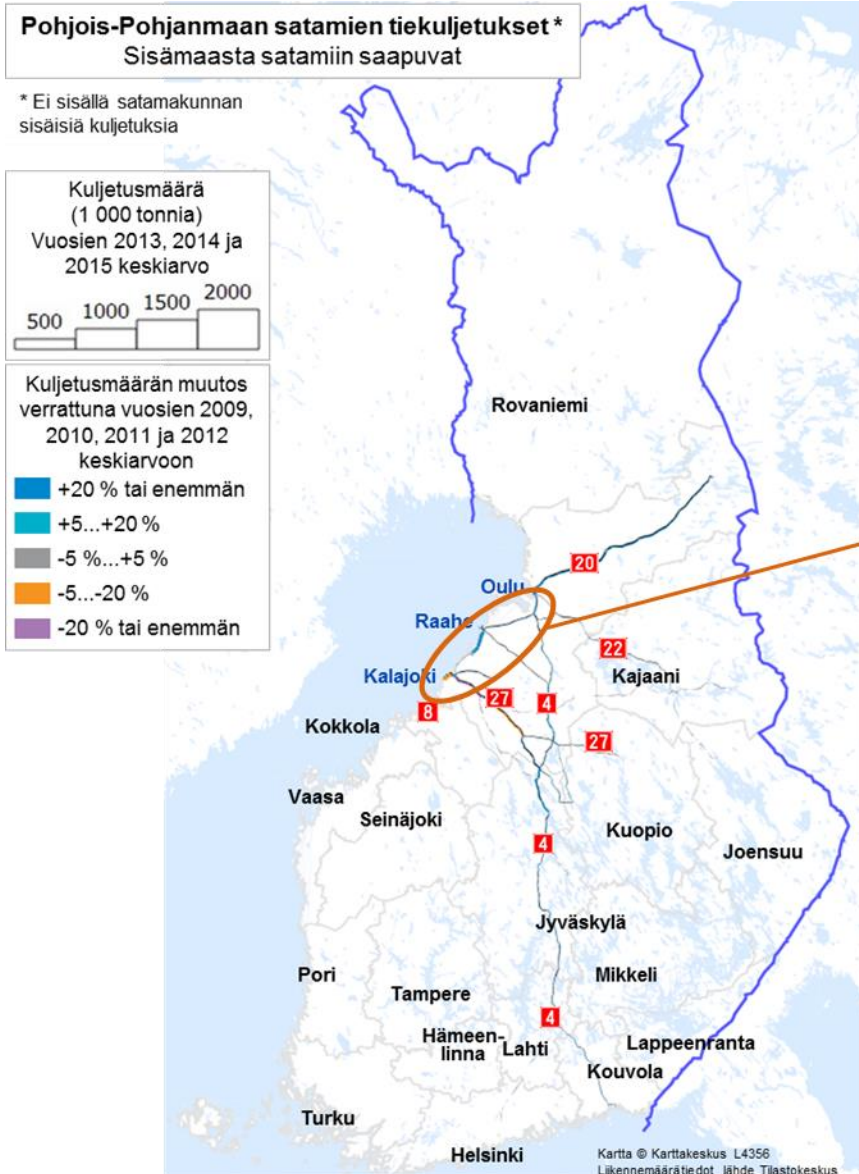 Pohjois-Pohjanmaan satamien tiekuljetukset *
Sisämaasta satamiin saapuvat
* Ei sisällä satamakunnan
sisäisiä kuljetuksia
Kuljetusmäärä
(1 000 tonnia)
Vuosien 2013, 2014 ja
2015 keskiarvo
500 1000 1500 2000
Kuljetusmäärän muutos
verrattuna vuosien 2009,
2010, 2011 ja 2012
keskiarvoon
+20 % tai enemmän
+5...+20 %
-5 %...+5 %
-5...-20 %
-20 % tai enemmän
Rovaniemi
20
Oulu
Raahe
22
Kalajoki
Kajaani
27
4
8
Kokkola
27
Vaasa
Seinäjoki
Kuopio
4
Joensuu
Jyväskylä
Pori
Mikkeli
Tampere
4
Hämeen-
linna
Lahti
Lappeenranta
Kouvola
Turku
Helsinki
Kartta © Karttakeskus L4356
Liikennemäärätiedot lähde Tilastokeskus